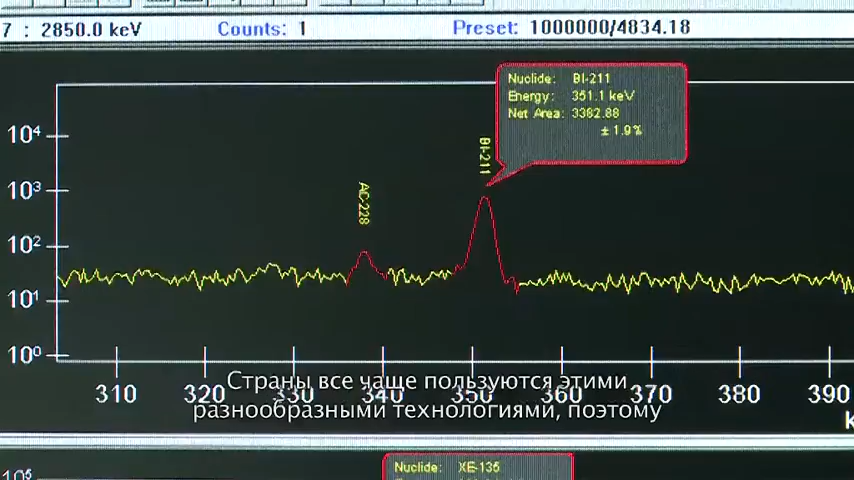 7 : 2850.0 keV Counts: 1 Preset: 1000000/4834.18
Nuclide: BI-211
Energy: 351.1 keV
Net Area: 3382.88
± 1.9%
BI-211
AC-228
10⁴
10³
10²
10¹
10⁰
310 320 330 340 350 360 370 380 390
k
Страны все чаще пользуются этими
разнообразными технологиями, поэтому
10⁵
Nuclide: XE-135